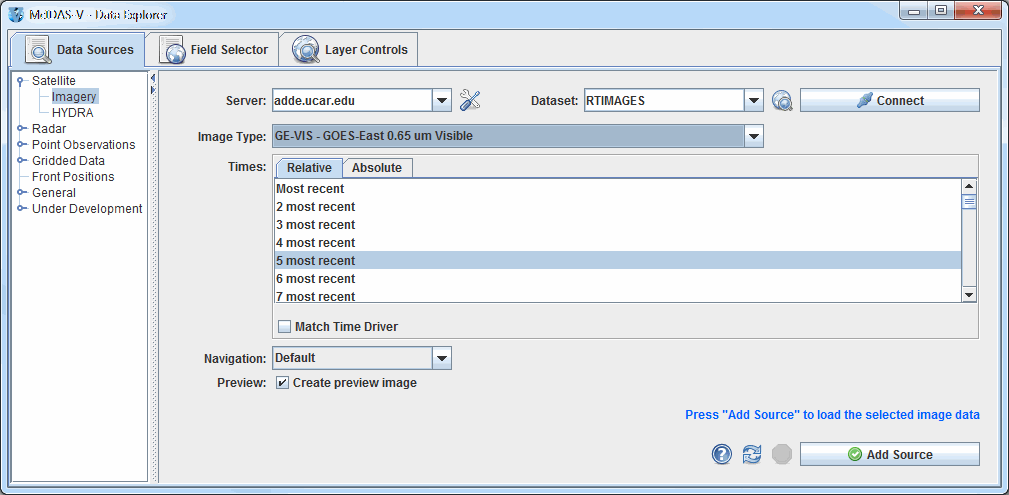 McIDAS-V - Data Explorer
Data Sources
Field Selector
Layer Controls
Satellite
Imagery
HYDRA
Radar
Point Observations
Gridded Data
Front Positions
General
Under Development
Server: adde.ucar.edu Dataset: RTIMAGES Connect
Image Type: GE-VIS - GOES-East 0.65 um Visible
Times: Relative Absolute
Most recent
2 most recent
3 most recent
4 most recent
5 most recent
6 most recent
7 most recent
Match Time Driver
Navigation: Default
Preview: Create preview image
Press "Add Source" to load the selected image data
Add Source